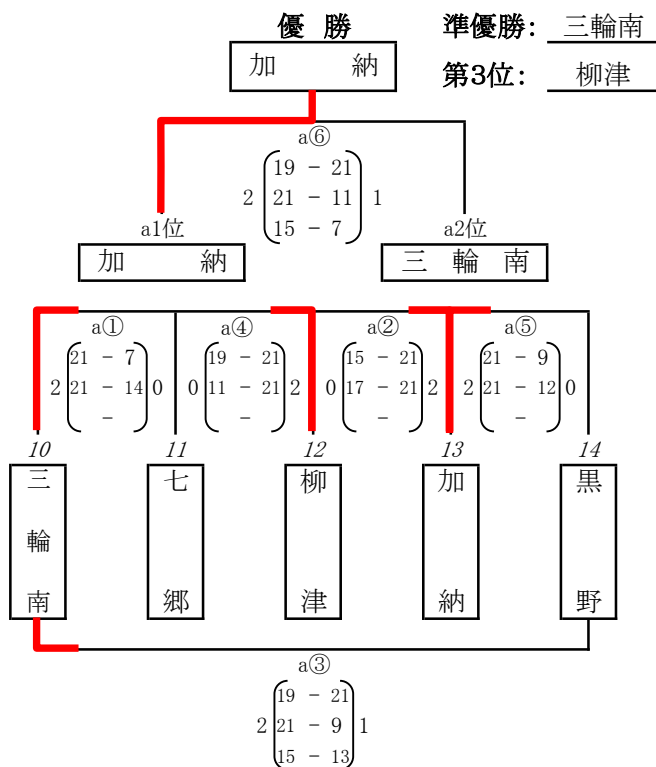 優 勝
準優勝: 三輪南
加 納
第3位: 柳津
a⑥
19 - 21
2 21 - 11 1
15 - 7
a1位 a2位
加 納 三 輪 南
a① a④ a② a⑤
21 - 7 19 - 21 15 - 21 21 - 9
2 21 - 14 0 0 11 - 21 2 0 17 - 21 2 2 21 - 12 0
- - - -
10 11 12 13 14
三輪南 七郷 柳津 加納 黒野
a③
19 - 21
2 21 - 9 1
15 - 13